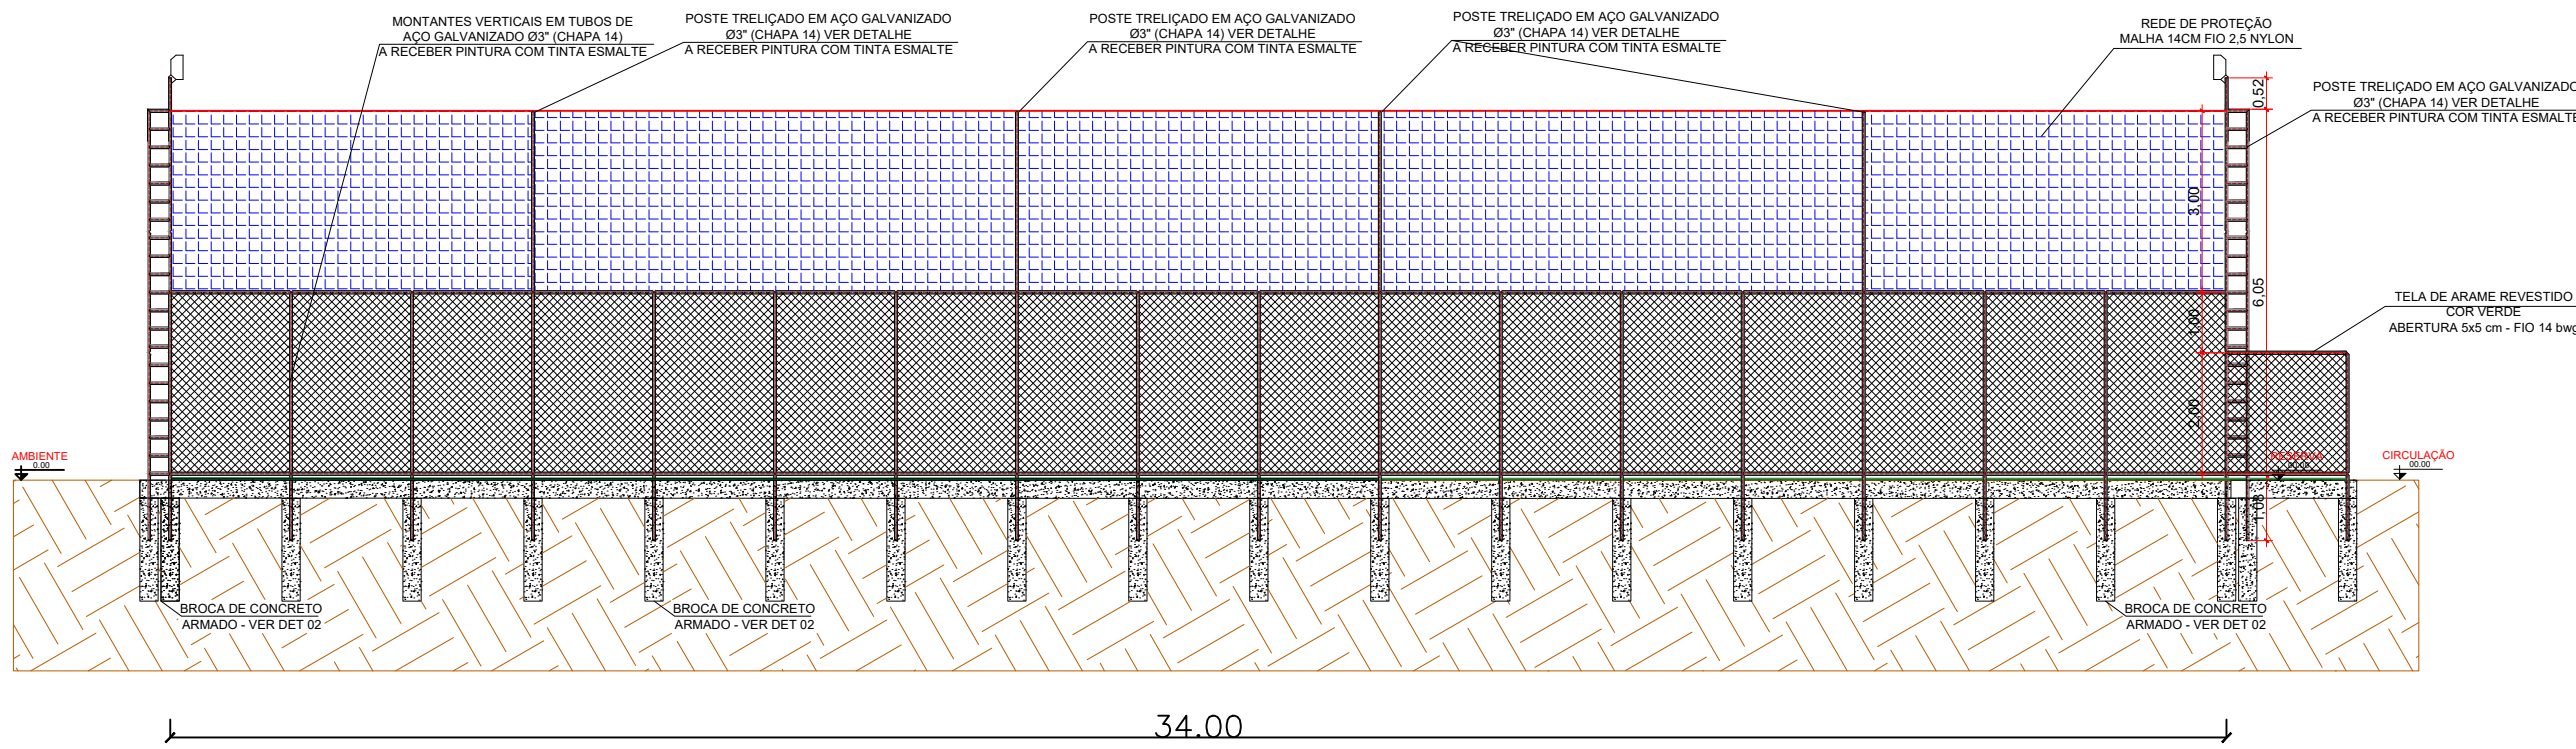 MONTANTES VERTICAIS EM TUBOS DE
AÇO GALVANIZADO Ø3" (CHAPA 14)
A RECEBER PINTURA COM TINTA ESMALTE
POSTE TRELIÇADO EM AÇO GALVANIZADO
Ø3" (CHAPA 14) VER DETALHE
A RECEBER PINTURA COM TINTA ESMALTE
POSTE TRELIÇADO EM AÇO GALVANIZADO
Ø3" (CHAPA 14) VER DETALHE
A RECEBER PINTURA COM TINTA ESMALTE
POSTE TRELIÇADO EM AÇO GALVANIZADO
Ø3" (CHAPA 14) VER DETALHE
A RECEBER PINTURA COM TINTA ESMALTE
REDE DE PROTEÇÃO
MALHA 14CM FIO 2,5 NYLON
POSTE TRELIÇADO EM AÇO GALVANIZADO
Ø3" (CHAPA 14) VER DETALHE
A RECEBER PINTURA COM TINTA ESMALTE
0,52
3,00
6,05
1,00
2,00
1,08
TELA DE ARAME REVESTIDO
COR VERDE
ABERTURA 5x5 cm - FIO 14 bwg
AMBIENTE
0.00
RESERVA
00.00
CIRCULAÇÃO
00.00
BROCA DE CONCRETO
ARMADO - VER DET 02
BROCA DE CONCRETO
ARMADO - VER DET 02
BROCA DE CONCRETO
ARMADO - VER DET 02
34.00